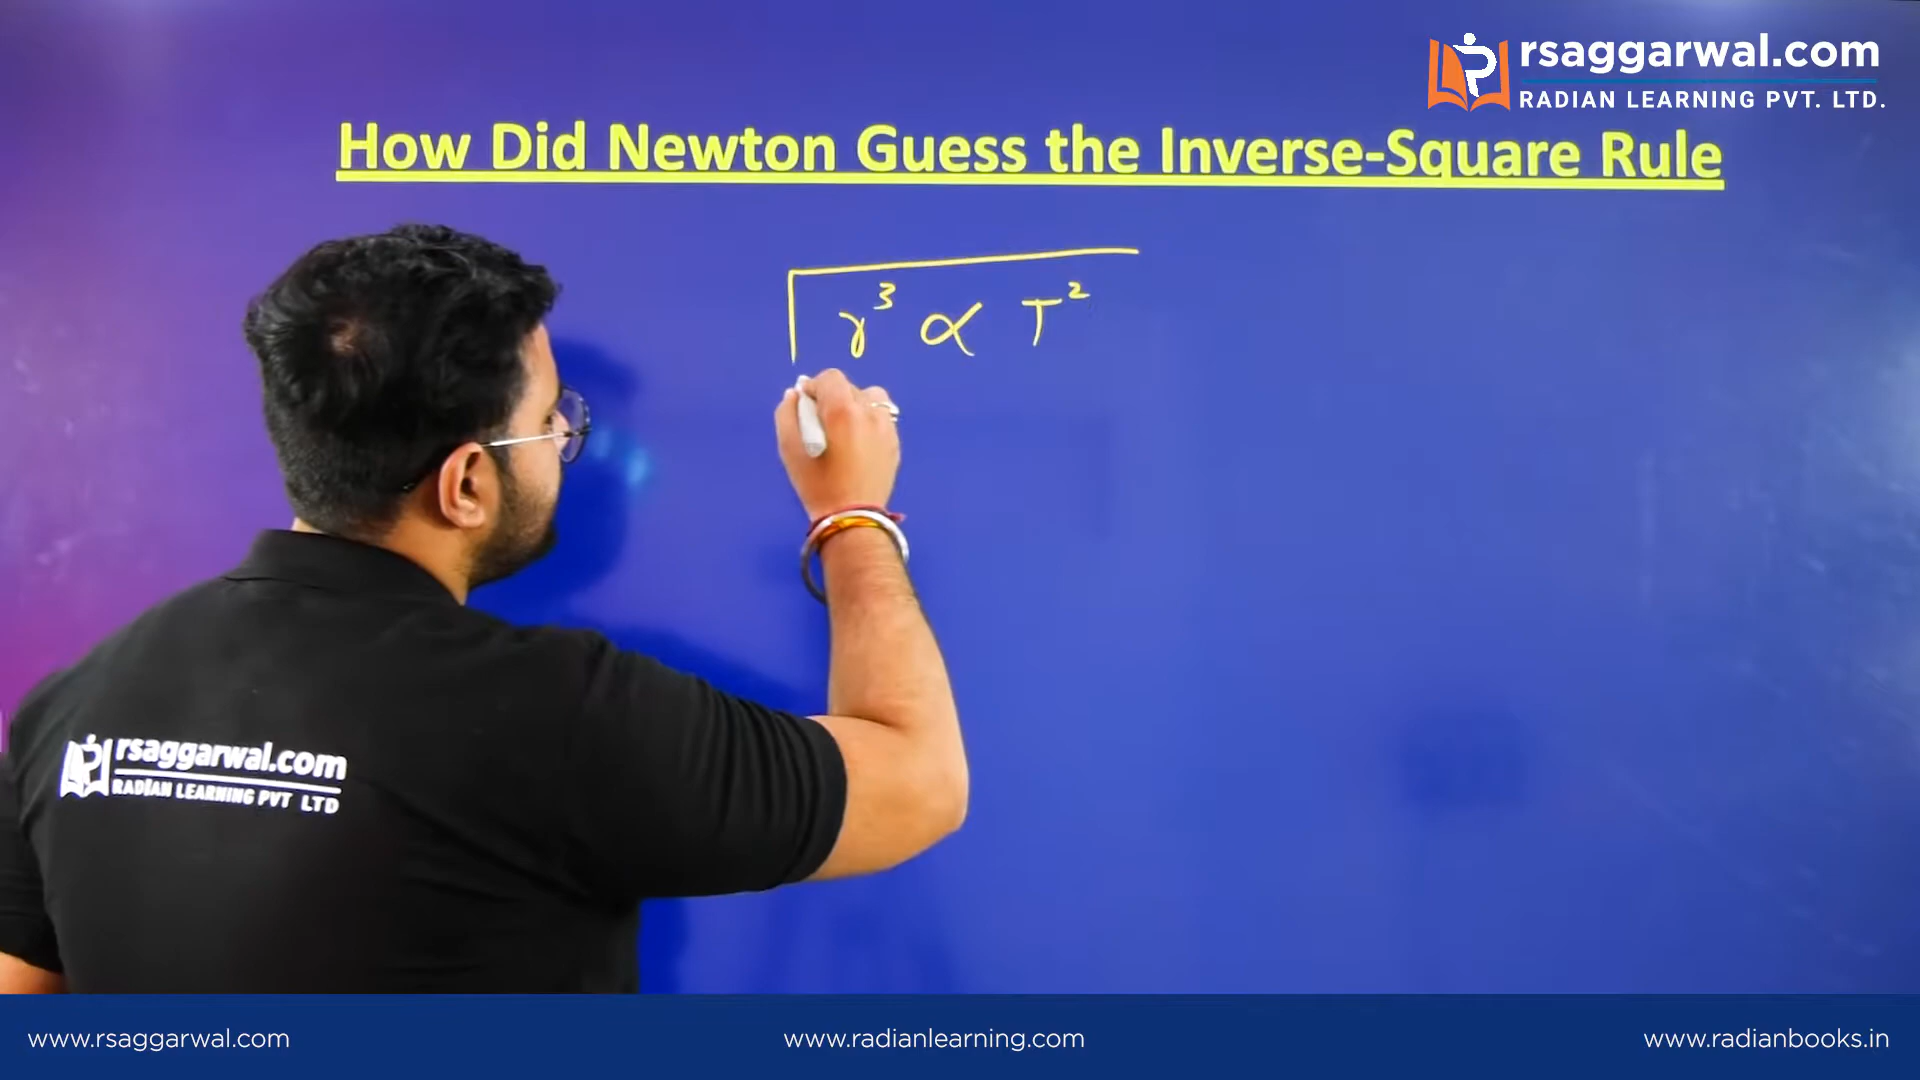 rsaggarwal.com
RADIAN LEARNING PVT. LTD.
How Did Newton Guess the Inverse-Square Rule
r³ ∝ T²
rsaggarwal.com
RADIAN LEARNING PVT LTD
www.rsaggarwal.com
www.radianlearning.com
www.radianbooks.in